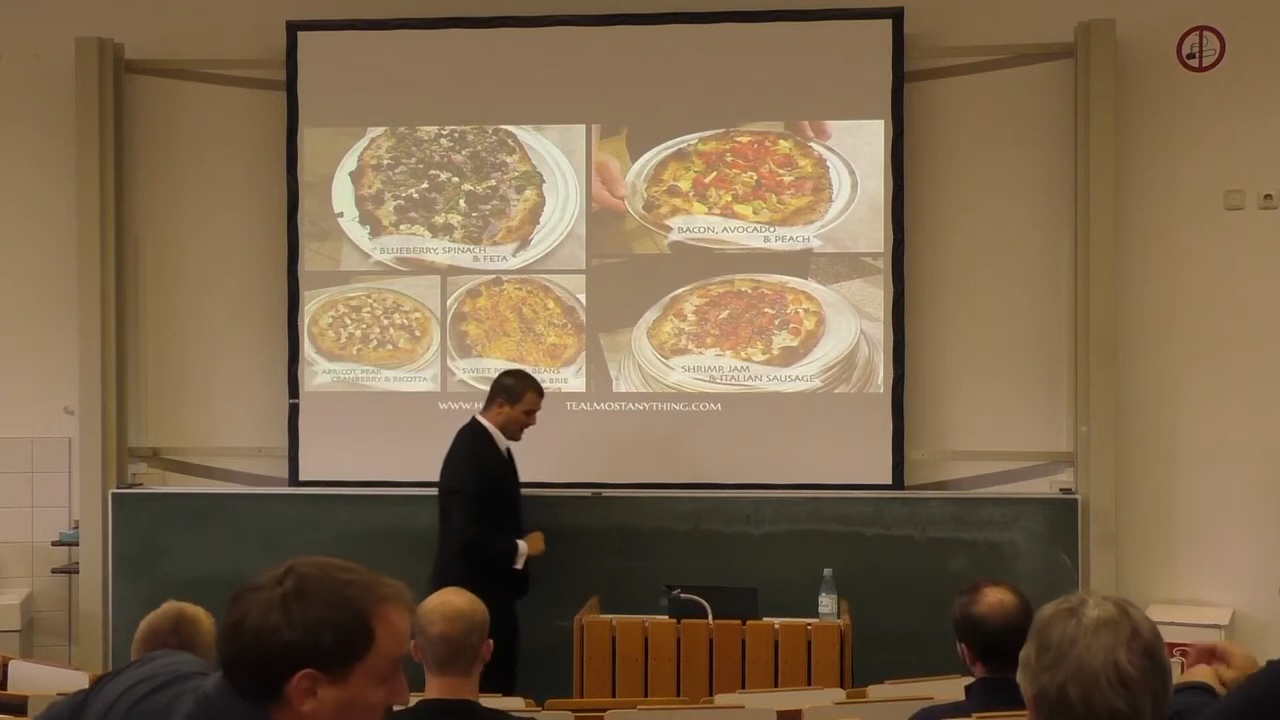 BLUEBERRY, SPINACH
& FETA
BACON, AVOCADO
& PEACH
APRICOT, PEAR,
CRANBERRY & RICOTTA
SWEET BEANS
& BRIE
SHRIMP, JAM
& ITALIAN SAUSAGE
WWW.H TEALMOSTANYTHING.COM